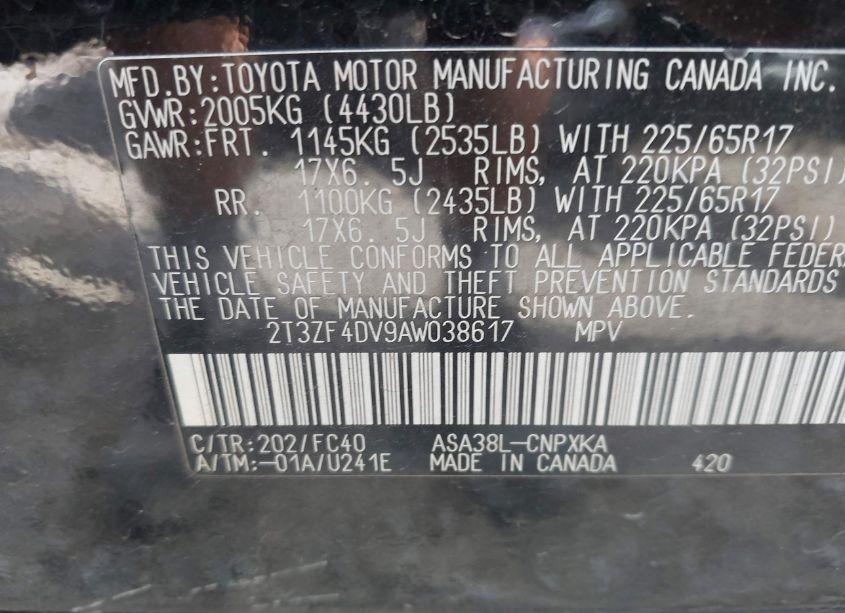 MFD.BY:TOYOTA MOTOR MANUFACTURING CANADA INC.
GVWR:2005KG (4430LB)
GAWR:FRT. 1145KG (2535LB) WITH 225/65R17
17X6.5J RIMS, AT 220KPA (32PSI)
RR. 1100KG (2435LB) WITH 225/65R17
17X6.5J RIMS, AT 220KPA (32PSI)
THIS VEHICLE CONFORMS TO ALL APPLICABLE FEDERA
VEHICLE SAFETY AND THEFT PREVENTION STANDARDS
THE DATE OF MANUFACTURE SHOWN ABOVE.
2T3ZF4DV9AW038617 MPV
C/TR:202/FC40 ASA38L-CNPXKA
A/TM:-01A/U241E MADE IN CANADA 420